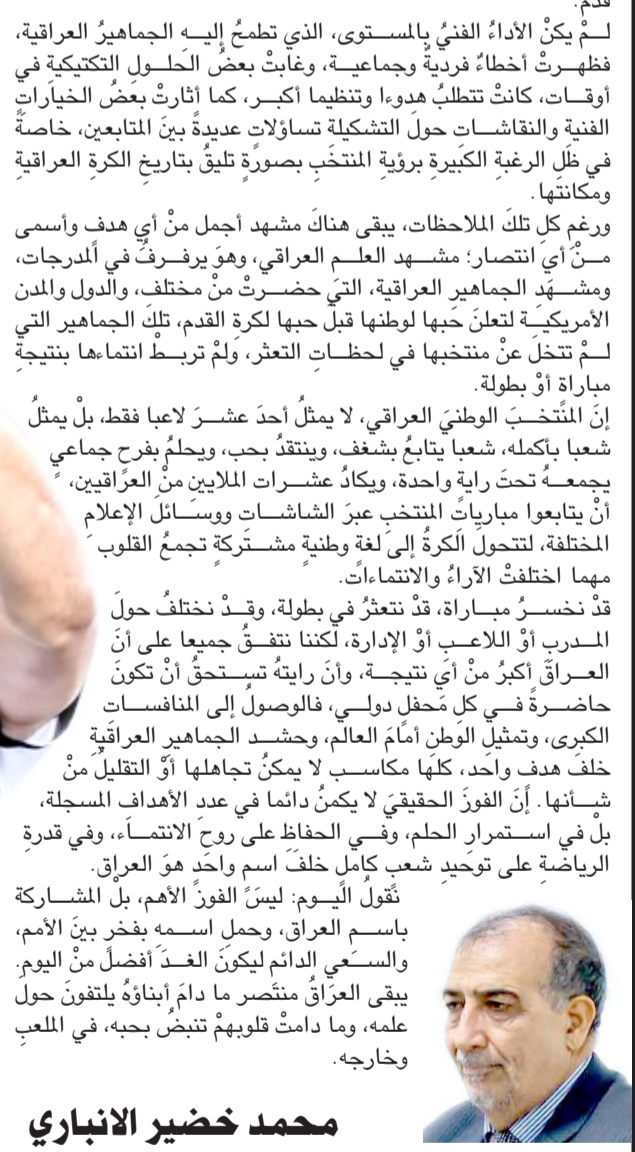 قدم.
لمْ يكنْ الأداءُ الفنيُ بالمستوى، الذي تطمحُ إليه الجماهيرُ العراقية،
فظهرتْ أخطاءٌ فرديةٌ وجماعية، وغابتْ بعضُ الحلولِ التكتيكيةِ في
أوقات، كانتْ تتطلبُ هدوءا وتنظيما أكبر، كما أثارتْ بعضُ الخياراتِ
الفنيةِ والنقاشاتِ حولَ التشكيلةِ تساؤلاتٍ عديدةً بينَ المتابعين، خاصةً
في ظلِ الرغبةِ الكبيرةِ برؤيةِ المنتخبِ بصورةٍ تليقُ بتاريخِ الكرةِ العراقيةِ
ومكانتها.
ورغم كلِ تلكَ الملاحظات، يبقى هناكَ مشهد أجمل منْ أيِ هدف وأسمى
منْ أيِ انتصار؛ مشهد العلمِ العراقي، وهوَ يرفرفُ في المدرجات،
ومشهَد الجماهيرِ العراقية، التيَ حضرتْ منْ مختلفِ، والدول والمدن
الأمريكيةِ لتعلنَ حبها لوطنها قبلَ حبها لكرةِ القدم، تلكَ الجماهير التي
لمْ تتخلَ عنْ منتخبها في لحظاتِ التعثر، ولمْ تربطْ انتماءها بنتيجةِ
مباراةِ أوْ بطولة.
إنَ المنتخبَ الوطنيَ العراقي، لا يمثلُ أحدَ عشرَ لاعبا فقط، بلْ يمثلُ
شعبا بأكمله، شعبا يتابعُ بشغف، وينتقدُ بحب، ويحلمُ بفرحٍ جماعيٍ
يجمعهُ تحتَ رايةٍ واحدة، ويكادُ عشرات الملايينِ منْ العراقيين،
أنْ يتابعوا مبارياتِ المنتخبِ عبرَ الشاشاتِ ووسائلَ الإعلامِ
المختلفة، لتتحولَ الكرةُ إلىَ لغةٍ وطنيةٍ مشتركةٍ تجمعُ القلوب
مهما اختلفتْ الآراءُ والانتماءات.
قدْ نخسرُ مباراة، قدْ نتعثرُ في بطولة، وقدْ نختلفُ حولَ
المدربِ أوْ اللاعبِ أوْ الإدارة، لكننا نتفقُ جميعا على أنَ
العراقَ أكبرُ منْ أيِ نتيجة، وأنَ رايتهُ تستحقُ أنْ تكونَ
حاضرةً في كلِ محفلٍ دولي، فالوصولُ إلى المنافسات
الكبرى، وتمثيلِ الوطنِ أمامَ العالم، وحشد الجماهيرِ العراقيةِ
خلفَ هدفٍ واحد، كلها مكاسب لا يمكنُ تجاهلها أوْ التقليلُ منْ
شأنها. إنَ الفوزَ الحقيقيَ لا يكمنُ دائما في عددِ الأهدافِ المسجلة،
بلْ في استمرارِ الحلم، وفي الحفاظِ على روحِ الانتماء، وفي قدرةِ
الرياضةِ على توحيدِ شعبٍ كاملٍ خلفَ اسمٍ واحدٍ هوَ العراق.
نقولُ اليوم: ليسَ الفوزُ الأهم، بلْ المشاركة
باسمِ العراق، وحمل اسمهِ بفخرٍ بينَ الأمم،
والسعي الدائم ليكونَ الغدَ أفضلَ منْ اليوم.
يبقى العراقُ منتصر ما دامَ أبناؤهُ يلتفونَ حولَ
علمه، وما دامتْ قلوبهمْ تنبضُ بحبه، في الملعبِ
وخارجه.
محمد خضير الانباري